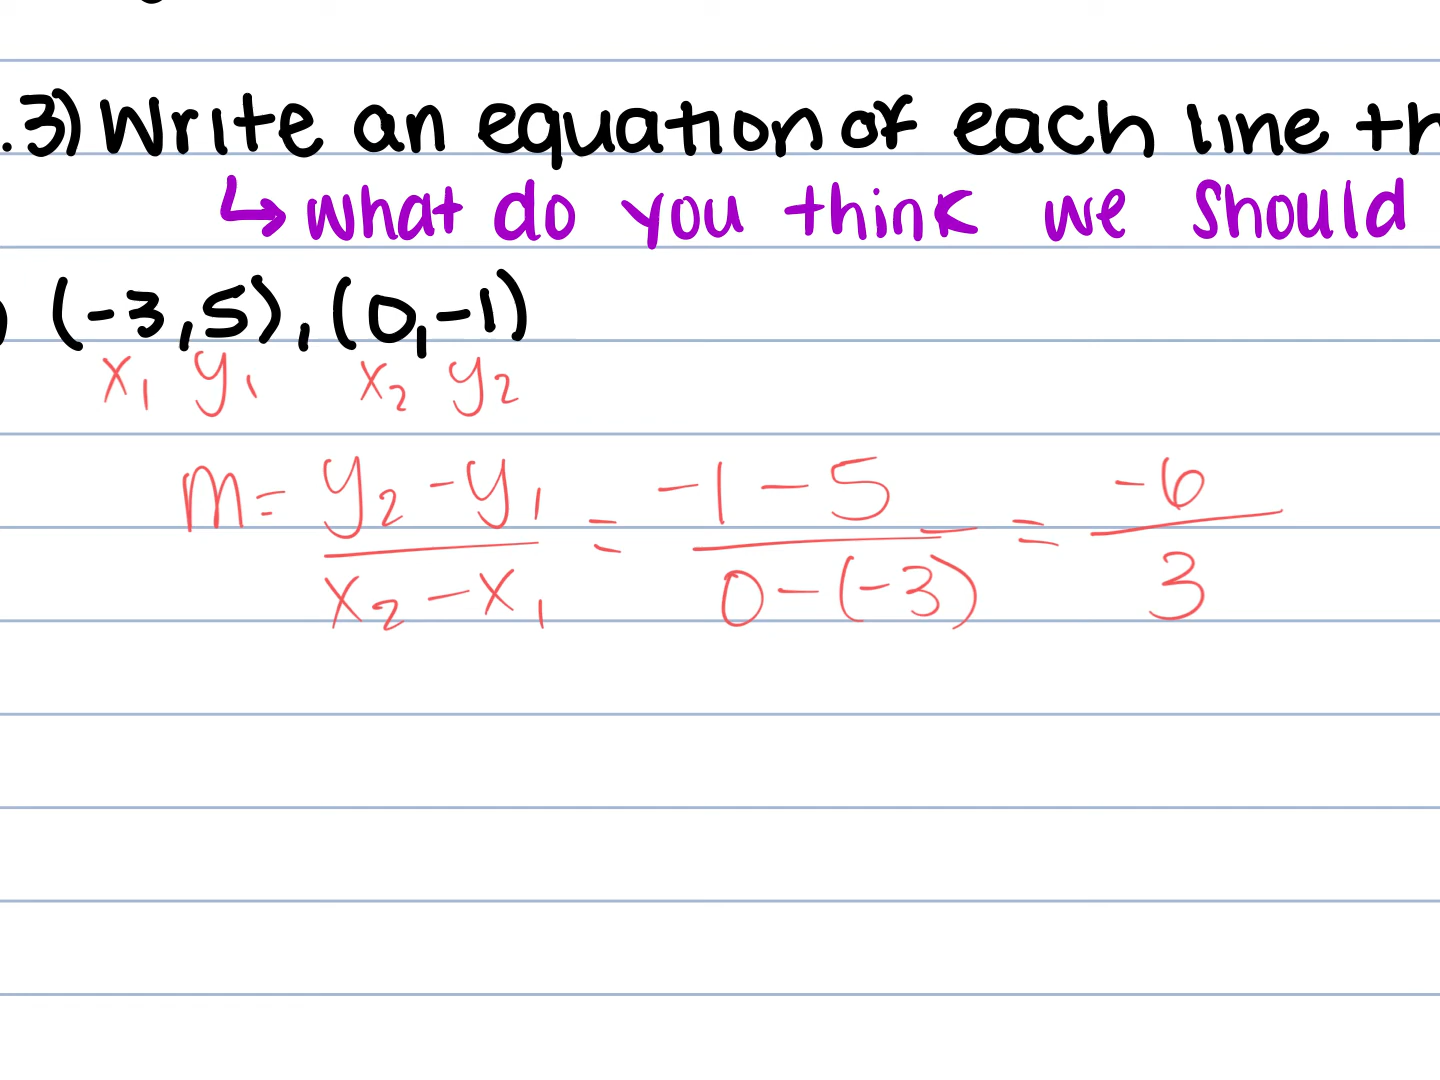 .3) Write an equation of each line th
↳ what do you think we should
) (-3,5), (0,-1)
x₁ y₁ x₂ y₂
m = y₂ - y₁ / x₂ - x₁ = -1 - 5 / 0 - (-3) = -6 / 3